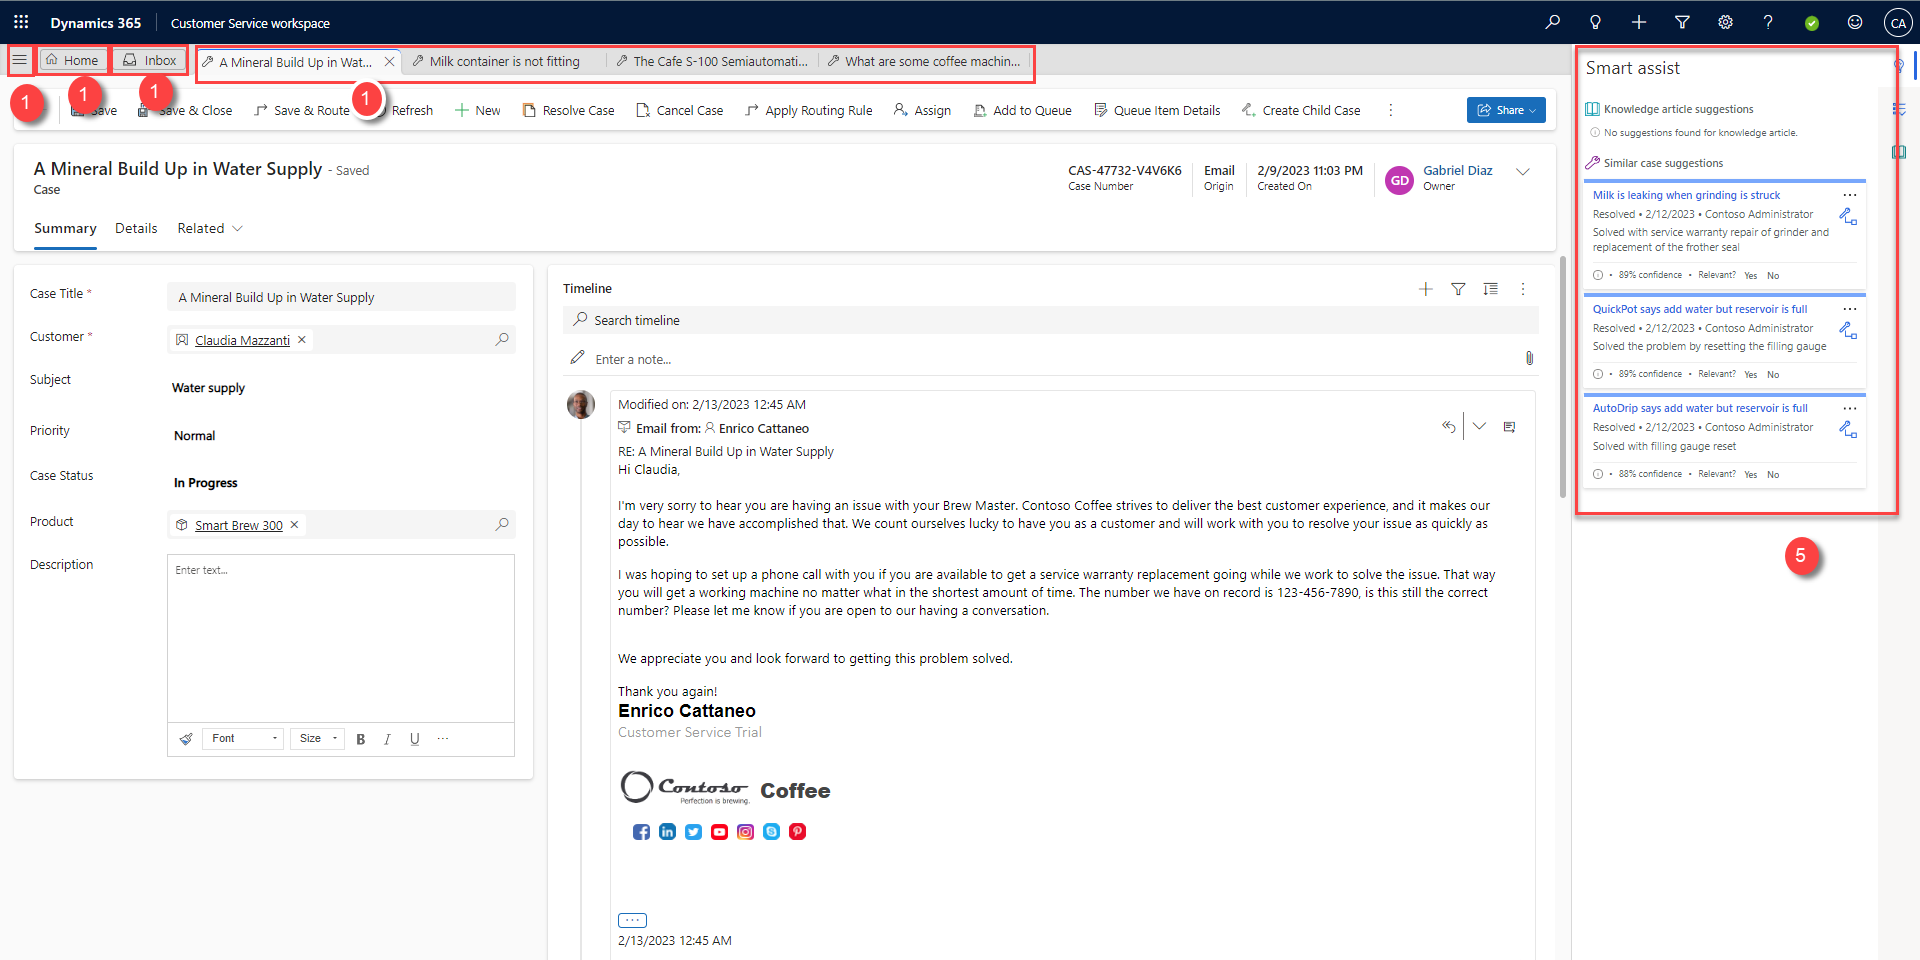 Dynamics 365
Customer Service workspace
CA
Home
Inbox
A Mineral Build Up in Wat...
Milk container is not fitting
The Cafe S-100 Semiautomati...
What are some coffee machin...
1
1
1
1
Save
Save & Close
Save & Route
Refresh
New
Resolve Case
Cancel Case
Apply Routing Rule
Assign
Add to Queue
Queue Item Details
Create Child Case
Share
A Mineral Build Up in Water Supply - Saved
Case
CAS-47732-V4V6K6
Case Number
Email
Origin
2/9/2023 11:03 PM
Created On
GD
Gabriel Diaz
Owner
Summary
Details
Related
Case Title *
A Mineral Build Up in Water Supply
Customer *
Claudia Mazzanti
Subject
Water supply
Priority
Normal
Case Status
In Progress
Product
Smart Brew 300
Description
Enter text...
Font
Size
B
I
U
Timeline
Search timeline
Enter a note...
Modified on: 2/13/2023 12:45 AM
Email from: Enrico Cattaneo
RE: A Mineral Build Up in Water Supply
Hi Claudia,
I'm very sorry to hear you are having an issue with your Brew Master. Contoso Coffee strives to deliver the best customer experience, and it makes our
day to hear we have accomplished that. We count ourselves lucky to have you as a customer and will work with you to resolve your issue as quickly as
possible.
I was hoping to set up a phone call with you if you are available to get a service warranty replacement going while we work to solve the issue. That way
you will get a working machine no matter what in the shortest amount of time. The number we have on record is 123-456-7890, is this still the correct
number? Please let me know if you are open to our having a conversation.
We appreciate you and look forward to getting this problem solved.
Thank you again!
Enrico Cattaneo
Customer Service Trial
Contoso Coffee
Perfection is brewing.
2/13/2023 12:45 AM
Smart assist
Knowledge article suggestions
No suggestions found for knowledge article.
Similar case suggestions
Milk is leaking when grinding is struck
Resolved • 2/12/2023 • Contoso Administrator
Solved with service warranty repair of grinder and
replacement of the frother seal
• 89% confidence • Relevant? Yes No
QuickPot says add water but reservoir is full
Resolved • 2/12/2023 • Contoso Administrator
Solved the problem by resetting the filling gauge
• 89% confidence • Relevant? Yes No
AutoDrip says add water but reservoir is full
Resolved • 2/12/2023 • Contoso Administrator
Solved with filling gauge reset
• 88% confidence • Relevant? Yes No
5